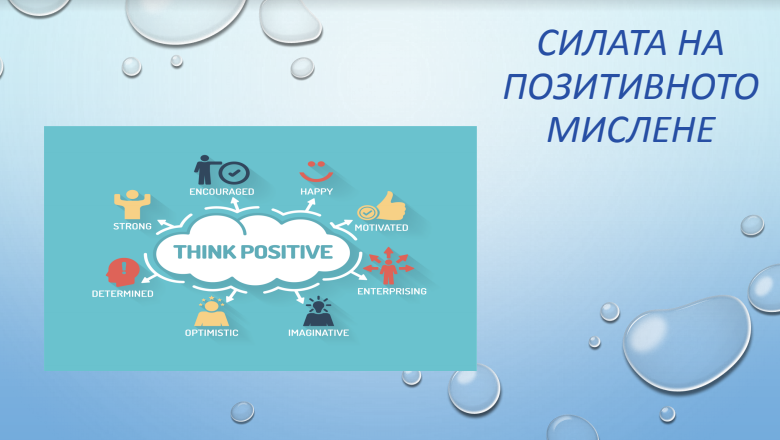 СИЛАТА НА
ПОЗИТИВНОТО
МИСЛЕНЕ
ENCOURAGED
HAPPY
STRONG
MOTIVATED
THINK POSITIVE
DETERMINED
ENTERPRISING
OPTIMISTIC
IMAGINATIVE